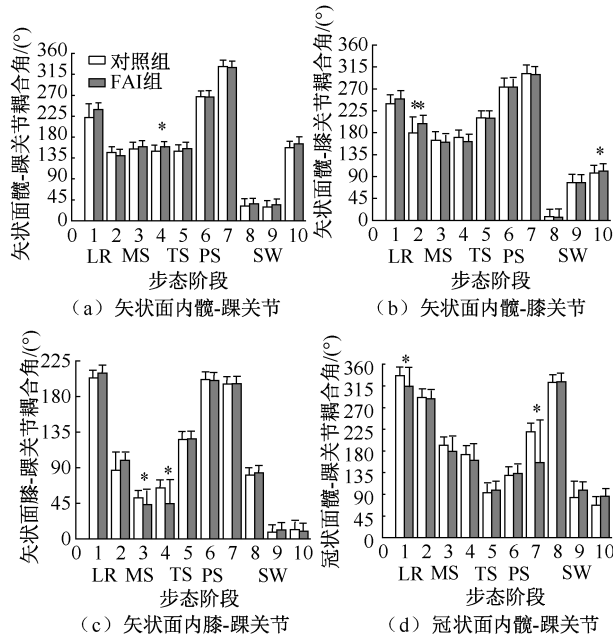 矢状面髋-踝关节耦合角/(°)
360
315
270
225
180
135
90
45
0
对照组
FAI组
*
0 1 2 3 4 5 6 7 8 9 10
LR MS TS PS SW
步态阶段
（a）矢状面内髋-踝关节
矢状面髋-膝关节耦合角/(°)
360
315
270
225
180
135
90
45
0
**
*
0 1 2 3 4 5 6 7 8 9 10
LR MS TS PS SW
步态阶段
（b）矢状面内髋-膝关节
矢状面膝-踝关节耦合角/(°)
225
180
135
90
45
0
* *
0 1 2 3 4 5 6 7 8 9 10
LR MS TS PS SW
步态阶段
（c）矢状面内膝-踝关节
冠状面髋-踝关节耦合角/(°)
360
315
270
225
180
135
90
45
0
*
*
0 1 2 3 4 5 6 7 8 9 10
LR MS TS PS SW
步态阶段
（d）冠状面内髋-踝关节